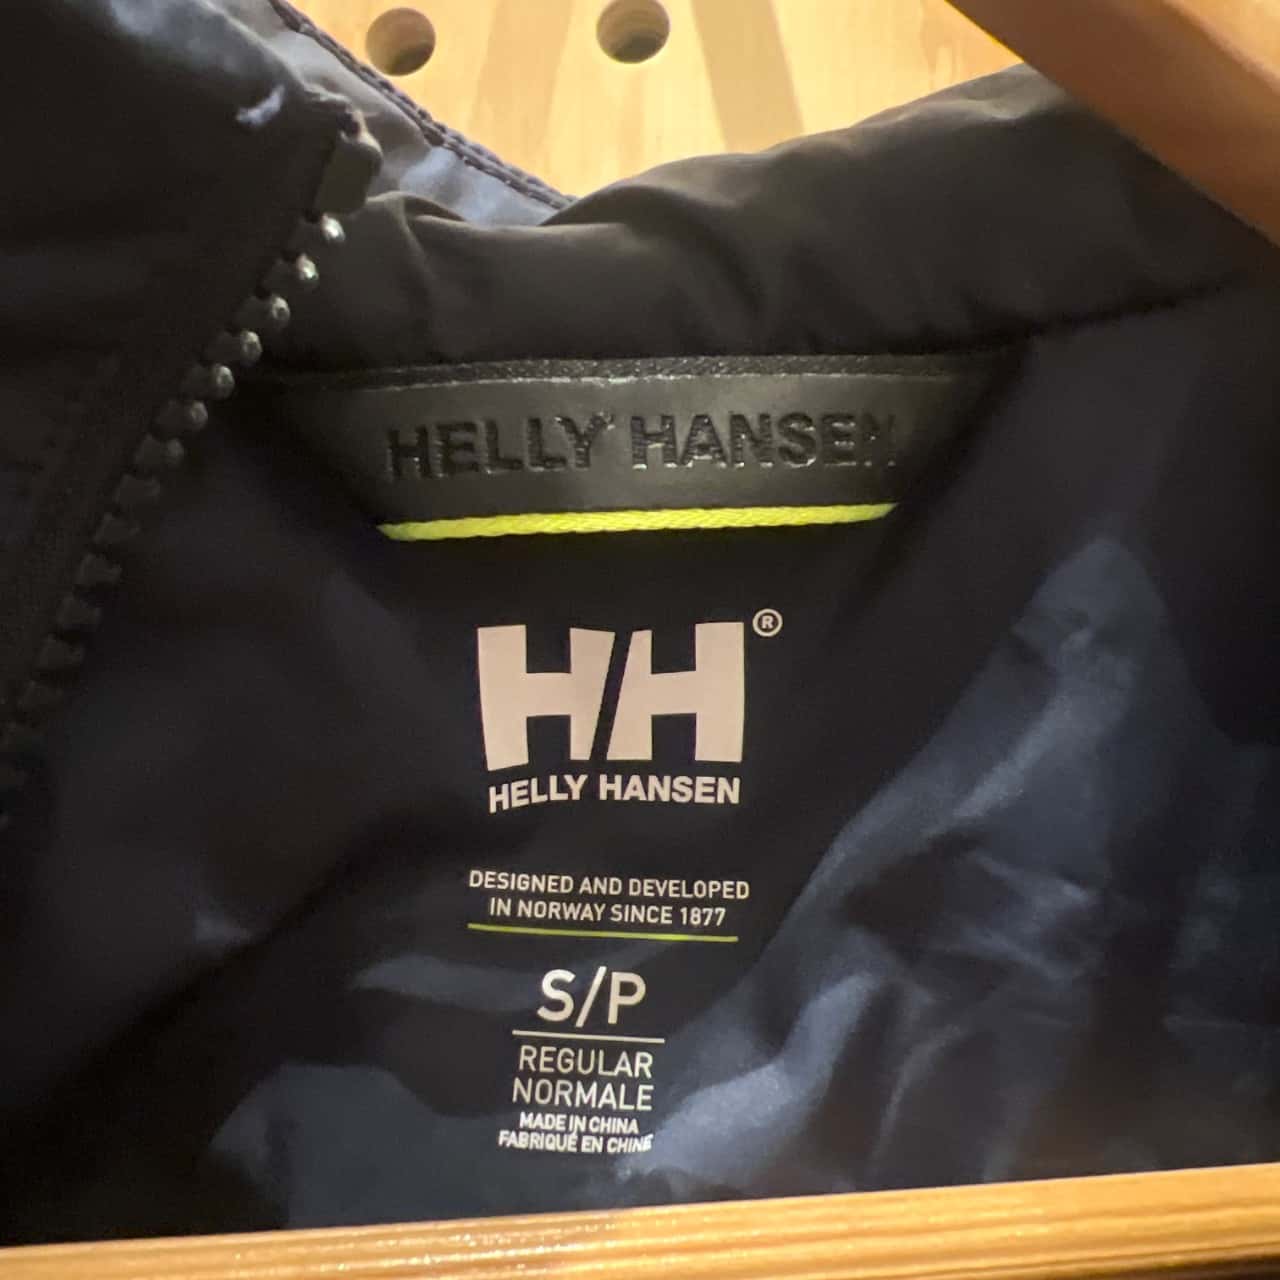 HELLY HANSEN
HH®
HELLY HANSEN
DESIGNED AND DEVELOPED
IN NORWAY SINCE 1877
S/P
REGULAR
NORMALE
MADE IN CHINA
FABRIQUÉ EN CHINE